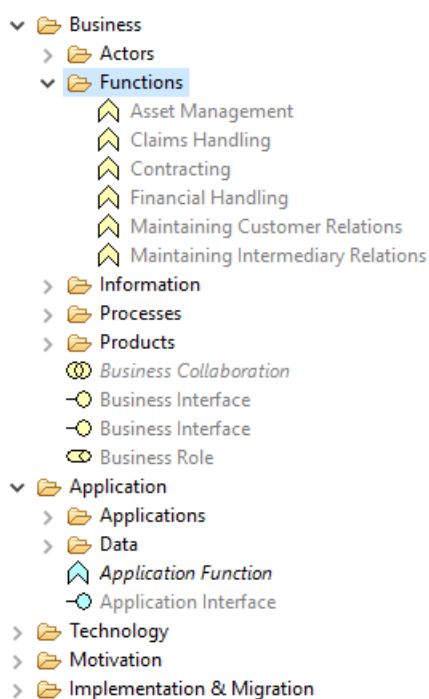 Business
Actors
Functions
Asset Management
Claims Handling
Contracting
Financial Handling
Maintaining Customer Relations
Maintaining Intermediary Relations
Information
Processes
Products
Business Collaboration
Business Interface
Business Interface
Business Role
Application
Applications
Data
Application Function
Application Interface
Technology
Motivation
Implementation & Migration